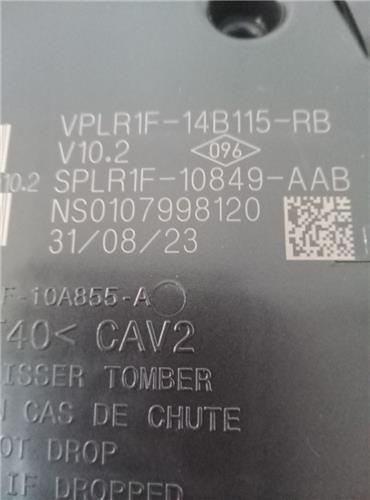 VPLR1F-14B115-RB
V10.2 096
10.2 SPLR1F-10849-AAB
NS0107998120
31/08/23
F-10A855-A
40< CAV2
ISSER TOMBER
N CAS DE CHUTE
OT DROP
IF DROPPED